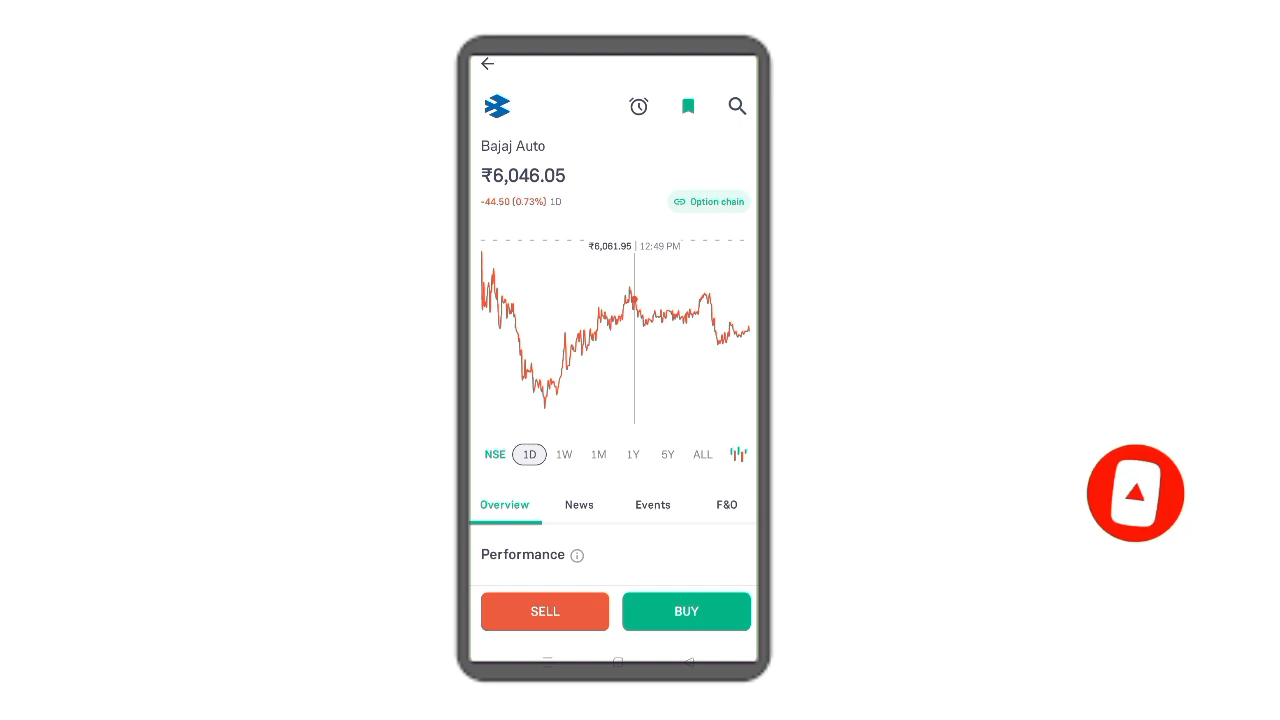 Bajaj Auto
₹6,046.05
-44.50 (0.73%) 1D
Option chain
₹6,061.95 | 12:49 PM
NSE 1D 1W 1M 1Y 5Y ALL
Overview News Events F&O
Performance
SELL BUY